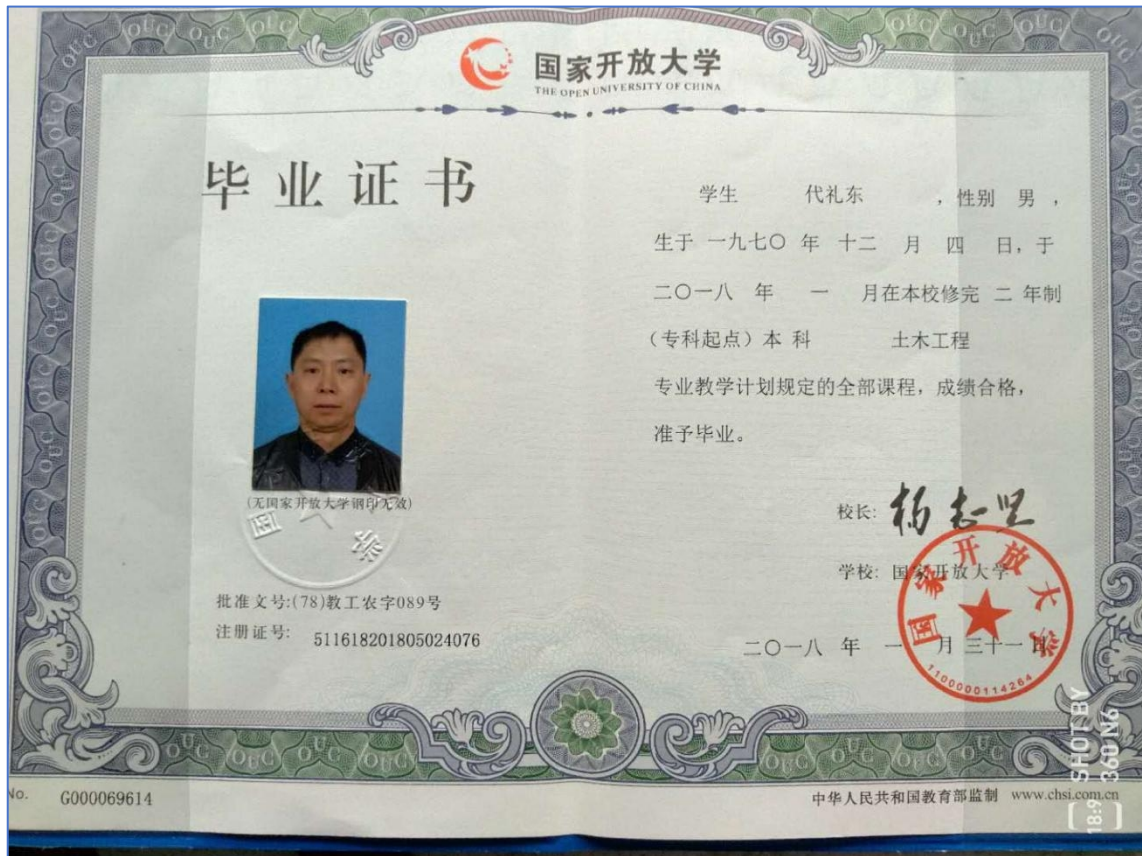 国家开放大学
THE OPEN UNIVERSITY OF CHINA
毕业证书
学生 代礼东 ，性别 男 ，
生于 一九七〇 年 十二 月 四 日，于
二〇一八 年 一 月在本校修完 二 年制
（专科起点）本 科 土木工程
专业教学计划规定的全部课程，成绩合格，
准予毕业。
(无国家开放大学钢印无效)
批准文号:(78)教工农字089号
注册证号: 511618201805024076
校长: 杨志坚
学校: 国家开放大学
二〇一八 年 一 月 三十一 日
国家开放大学
1100000114264
No. G000069614
中华人民共和国教育部监制 www.chsi.com.cn
SHOT BY
360 N6